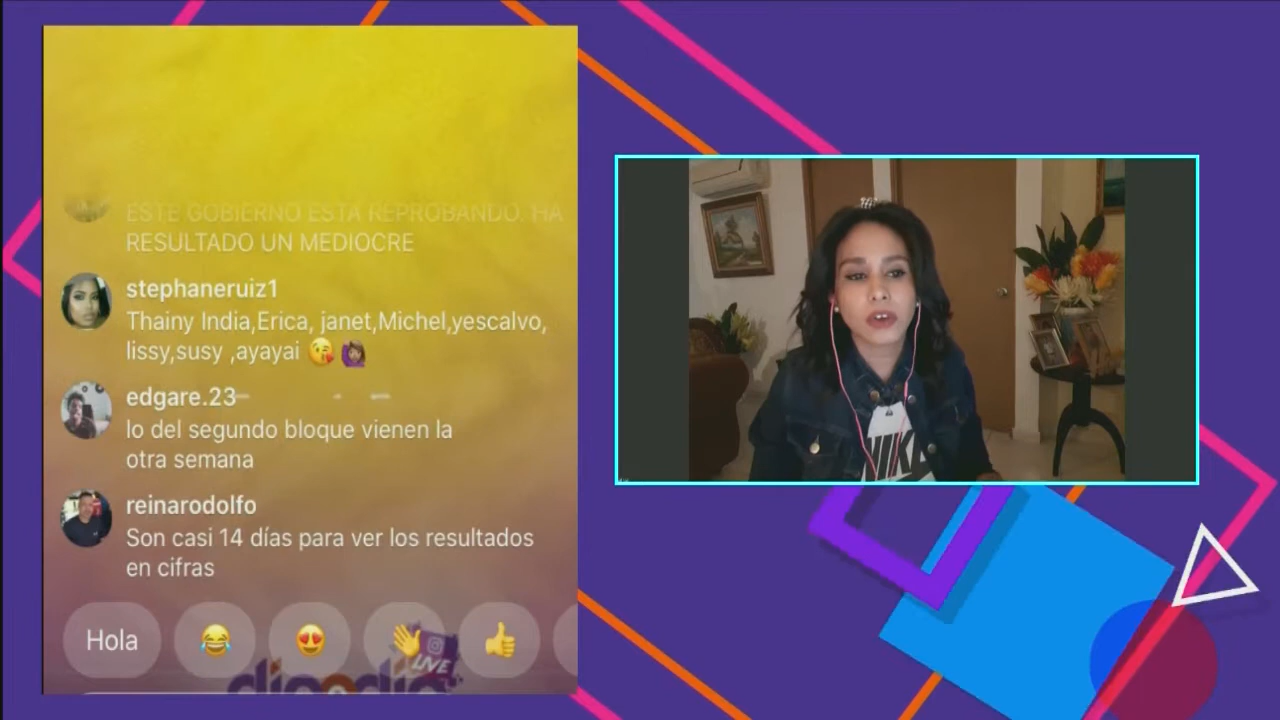 ESTE GOBIERNO ESTA REPROBANDO. HA
RESULTADO UN MEDIOCRE
stephaneruiz1
Thainy India,Erica, janet,Michel,yescalvo,
lissy,susy ,ayayai 😘 🙋🏽‍♀️
edgare.23
lo del segundo bloque vienen la
otra semana
reinarodolfo
Son casi 14 días para ver los resultados
en cifras
Hola 😂 😍 👋 👍
LIVE
NIKE